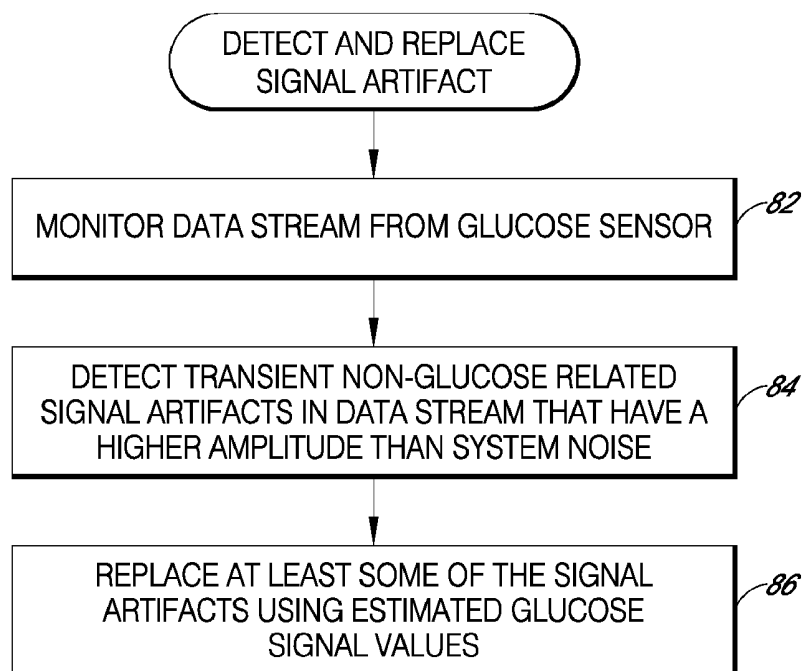 DETECT AND REPLACE
SIGNAL ARTIFACT
MONITOR DATA STREAM FROM GLUCOSE SENSOR
82
DETECT TRANSIENT NON-GLUCOSE RELATED
SIGNAL ARTIFACTS IN DATA STREAM THAT HAVE A
HIGHER AMPLITUDE THAN SYSTEM NOISE
84
REPLACE AT LEAST SOME OF THE SIGNAL
ARTIFACTS USING ESTIMATED GLUCOSE
SIGNAL VALUES
86